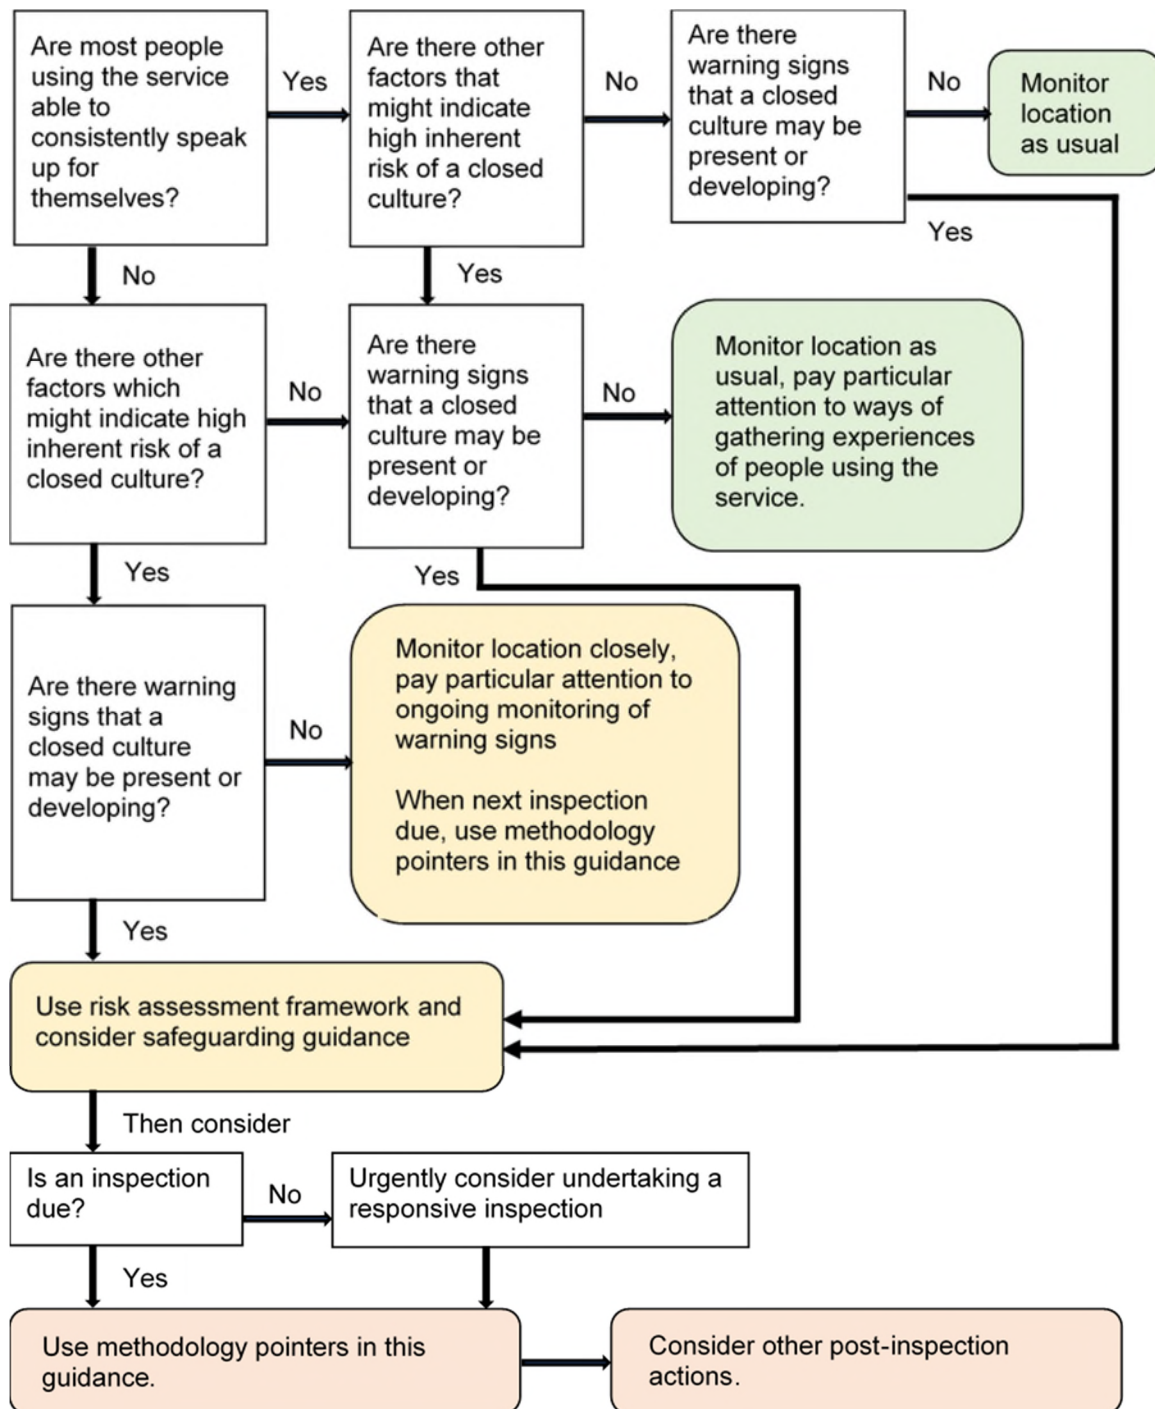 Are most people
using the service
able to
consistently speak
up for
themselves?
Yes
Are there other
factors that
might indicate
high inherent
risk of a closed
culture?
No
Are there
warning signs
that a closed
culture may be
present or
developing?
No
Monitor
location
as usual
Yes
No
Yes
Are there other
factors which
might indicate high
inherent risk of a
closed culture?
No
Are there
warning signs
that a closed
culture may be
present or
developing?
No
Monitor location as
usual, pay particular
attention to ways of
gathering experiences
of people using the
service.
Yes
Yes
Are there warning
signs that a
closed culture
may be present or
developing?
No
Monitor location closely,
pay particular attention to
ongoing monitoring of
warning signs
When next inspection
due, use methodology
pointers in this guidance
Yes
Use risk assessment framework and
consider safeguarding guidance
Then consider
Is an inspection
due?
No
Urgently consider undertaking a
responsive inspection
Yes
Use methodology pointers in this
guidance.
Consider other post-inspection
actions.